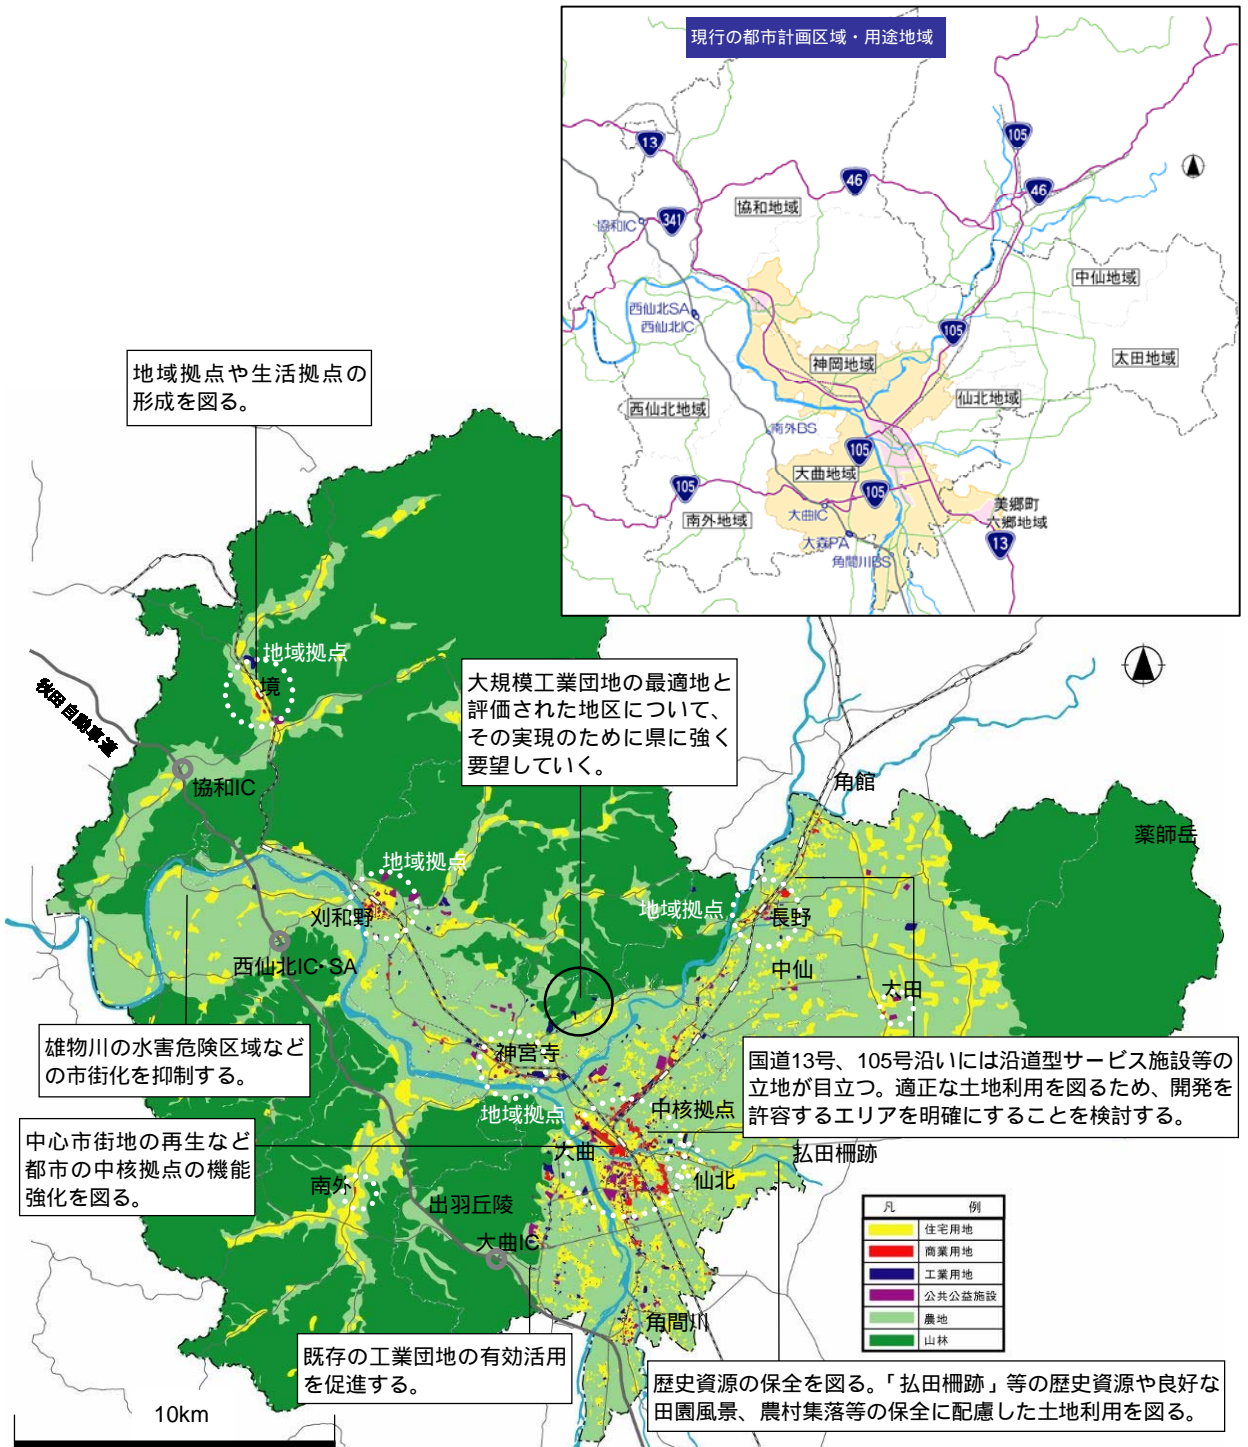 現行の都市計画区域・用途地域
13
105
46
46
341
協和IC
協和地域
中仙地域
西仙北SA
西仙北IC
105
神岡地域
太田地域
西仙北地域
仙北地域
南外BS
105
大曲地域
105
105
大曲IC
美郷町
六郷地域
南外地域
大森PA
13
角間川BS
地域拠点や生活拠点の
形成を図る。
地域拠点
境
秋田自動車道
協和IC
大規模工業団地の最適地と
評価された地区について、
その実現のために県に強く
要望していく。
角館
薬師岳
地域拠点
刈和野
地域拠点
長野
西仙北IC・SA
中仙
太田
雄物川の水害危険区域など
の市街化を抑制する。
神宮寺
地域拠点
国道13号、105号沿いには沿道型サービス施設等の
立地が目立つ。適正な土地利用を図るため、開発を
許容するエリアを明確にすることを検討する。
中核拠点
中心市街地の再生など
都市の中核拠点の機能
強化を図る。
大曲
払田柵跡
仙北
南外
出羽丘陵
大曲IC
凡例
住宅用地
商業用地
工業用地
公共公益施設
農地
山林
角間川
既存の工業団地の有効活用
を促進する。
歴史資源の保全を図る。「払田柵跡」等の歴史資源や良好な
田園風景、農村集落等の保全に配慮した土地利用を図る。
10km